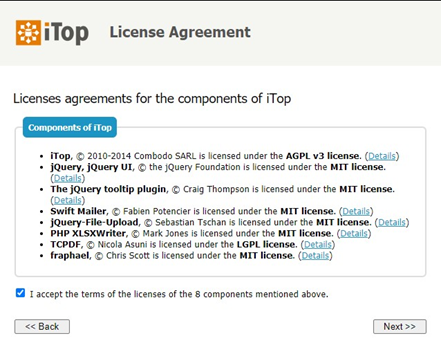 iTop License Agreement
Licenses agreements for the components of iTop
Components of iTop
• iTop, © 2010-2014 Combodo SARL is licensed under the AGPL v3 license. (Details)
• jQuery, jQuery UI, © the jQuery Foundation is licensed under the MIT license.
(Details)
• The jQuery tooltip plugin, © Craig Thompson is licensed under the MIT license.
(Details)
• Swift Mailer, © Fabien Potencier is licensed under the MIT license. (Details)
• jQuery-File-Upload, © Sebastian Tschan is licensed under the MIT license. (Details)
• PHP XLSXWriter, © Mark Jones is licensed under the MIT license. (Details)
• TCPDF, © Nicola Asuni is licensed under the LGPL license. (Details)
• fraphael, © Chris Scott is licensed under the MIT license. (Details)
I accept the terms of the licenses of the 8 components mentioned above.
<< Back Next >>